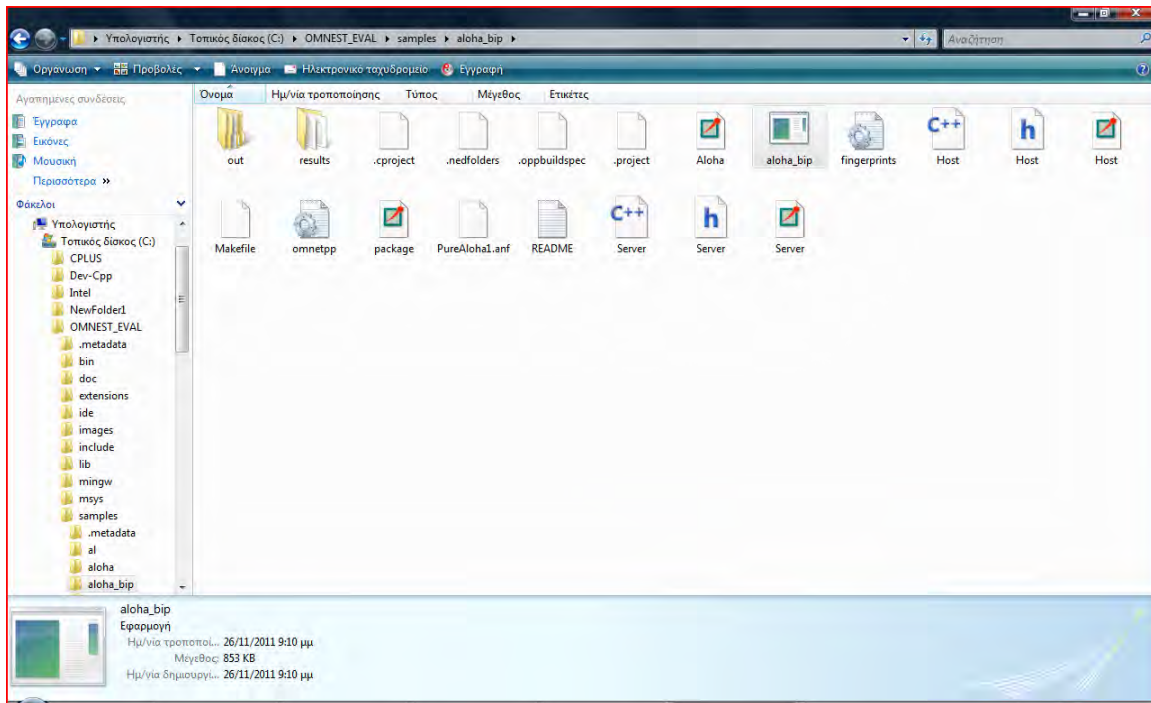 Υπολογιστής ▸ Τοπικός δίσκος (C:) ▸ OMNEST_EVAL ▸ samples ▸ aloha_bip ▸
Αναζήτηση
Οργάνωση Προβολές Άνοιγμα Ηλεκτρονικό ταχυδρομείο Εγγραφή
Αγαπημένες συνδέσεις
Έγγραφα
Εικόνες
Μουσική
Περισσότερα »
Φάκελοι
Υπολογιστής
Τοπικός δίσκος (C:)
CPLUS
Dev-Cpp
Intel
NewFolder1
OMNEST_EVAL
.metadata
bin
doc
extensions
ide
images
include
lib
mingw
msys
samples
.metadata
al
aloha
aloha_bip
Όνομα Ημ/νία τροποποίησης Τύπος Μέγεθος Ετικέτες
out results .cproject .nedfolders .oppbuildspec .project Aloha aloha_bip fingerprints Host Host Host
Makefile omnetpp package PureAloha1.anf README Server Server Server
C++ h
C++ h
aloha_bip
Εφαρμογή
Ημ/νία τροποποί... 26/11/2011 9:10 μμ
Μέγεθος: 853 KB
Ημ/νία δημιουργί... 26/11/2011 9:10 μμ